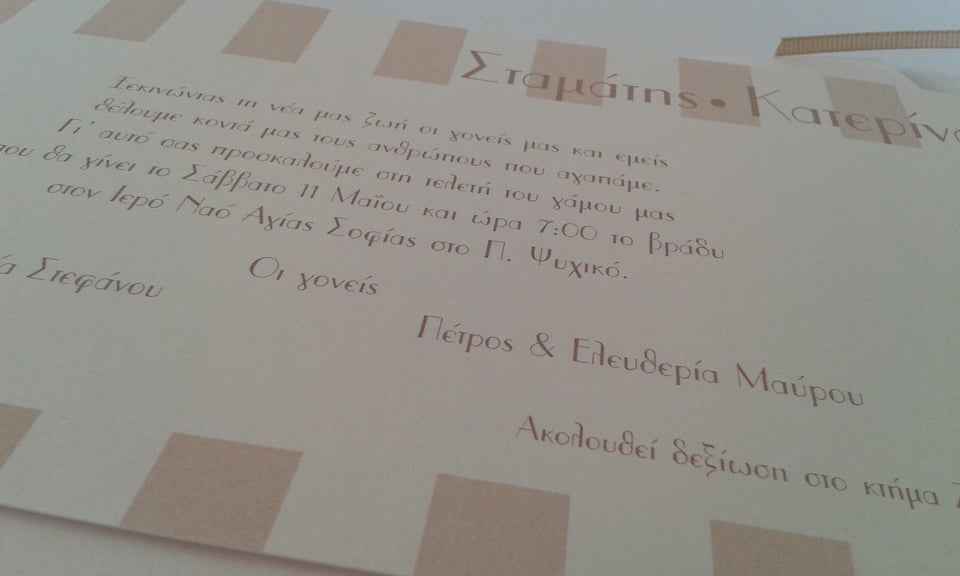 Σταμάτης • Κατερίνα
Ξεκινώντας τη νέα μας ζωή οι γονείς μας και εμείς
θέλουμε κοντά μας τους ανθρώπους που αγαπάμε.
Γι' αυτό σας προσκαλούμε στη τελετή του γάμου μας
που θα γίνει το Σάββατο 11 Μαΐου και ώρα 7:00 το βράδυ
στον Ιερό Ναό Αγίας Σοφίας στο Π. Ψυχικό.
Οι γονείς
Στεφάνου
Πέτρος & Ελευθερία Μαύρου
Ακολουθεί δεξίωση στο κτήμα